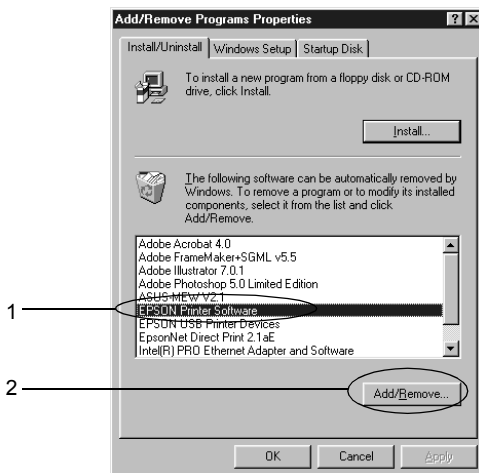 Add/Remove Programs Properties
Install/Uninstall
Windows Setup
Startup Disk
To install a new program from a floppy disk or CD-ROM
drive, click Install.
Install...
The following software can be automatically removed by
Windows. To remove a program or to modify its installed
components, select it from the list and click
Add/Remove.
Adobe Acrobat 4.0
Adobe FrameMaker+SGML v5.5
Adobe Illustrator 7.0.1
Adobe Photoshop 5.0 Limited Edition
ASUS-MEW V2.1
EPSON Printer Software
EPSON USB Printer Devices
EpsonNet Direct Print 2.1aE
Intel(R) PRO Ethernet Adapter and Software
1
2
Add/Remove...
OK
Cancel
Apply